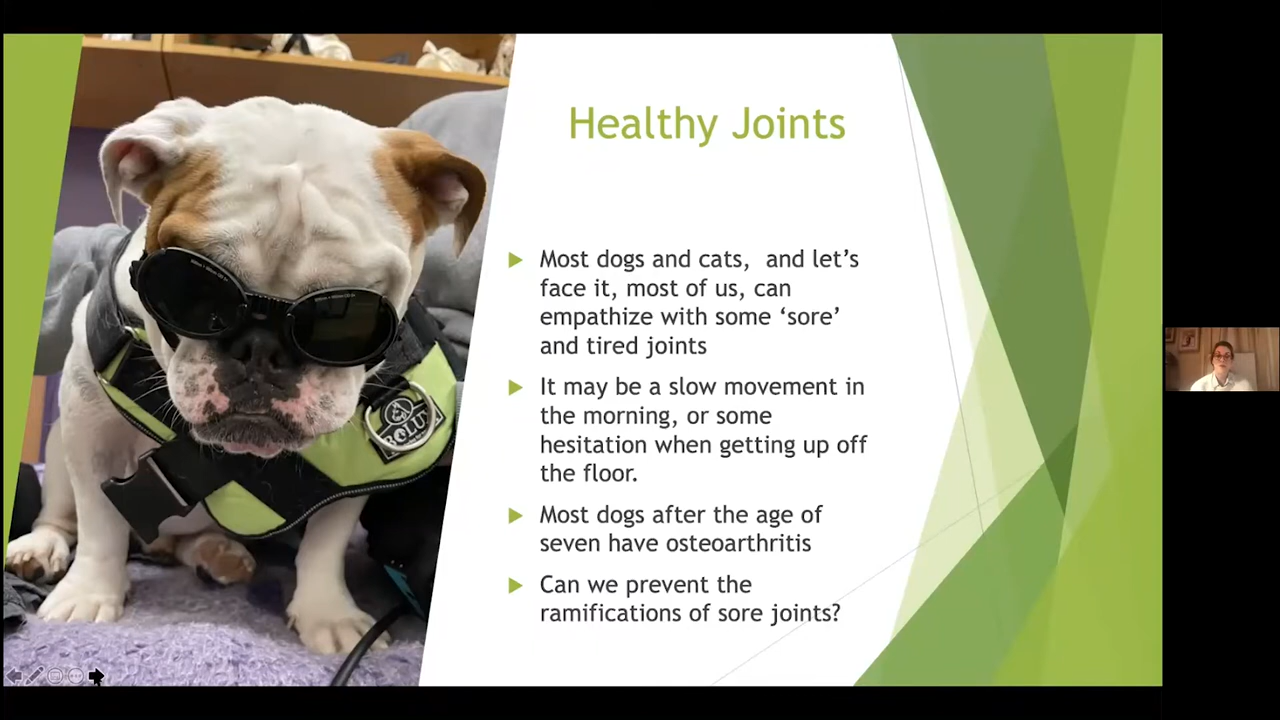 Healthy Joints
Most dogs and cats,  and let’s
face it, most of us, can
empathize with some ‘sore’
and tired joints
It may be a slow movement in
the morning, or some
hesitation when getting up off
the floor.
Most dogs after the age of
seven have osteoarthritis
Can we prevent the
ramifications of sore joints?